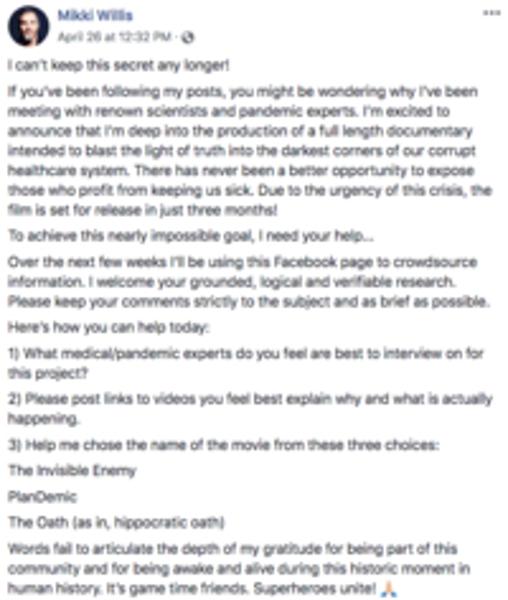 Mikki Willis
April 26 at 12:32 PM ·
I can't keep this secret any longer!
If you've been following my posts, you might be wondering why I've been
meeting with renown scientists and pandemic experts. I'm excited to
announce that I'm deep into the production of a full length documentary
intended to blast the light of truth into the darkest corners of our corrupt
healthcare system. There has never been a better opportunity to expose
those who profit from keeping us sick. Due to the urgency of this crisis, the
film is set for release in just three months!
To achieve this nearly impossible goal, I need your help...
Over the next few weeks I'll be using this Facebook page to crowdsource
information. I welcome your grounded, logical and verifiable research.
Please keep your comments strictly to the subject and as brief as possible.
Here's how you can help today:
1) What medical/pandemic experts do you feel are best to interview on for
this project?
2) Please post links to videos you feel best explain why and what is actually
happening.
3) Help me chose the name of the movie from these three choices:
The Invisible Enemy
PlanDemic
The Oath (as in, hippocratic oath)
Words fail to articulate the depth of my gratitude for being part of this
community and for being awake and alive during this historic moment in
human history. It's game time friends. Superheroes unite! 🙏